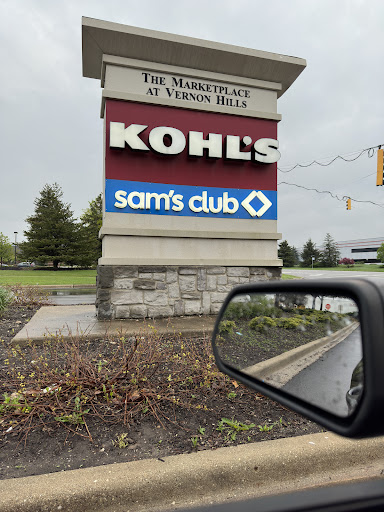 The Marketplace
at Vernon Hills
KOHL'S
sam's club